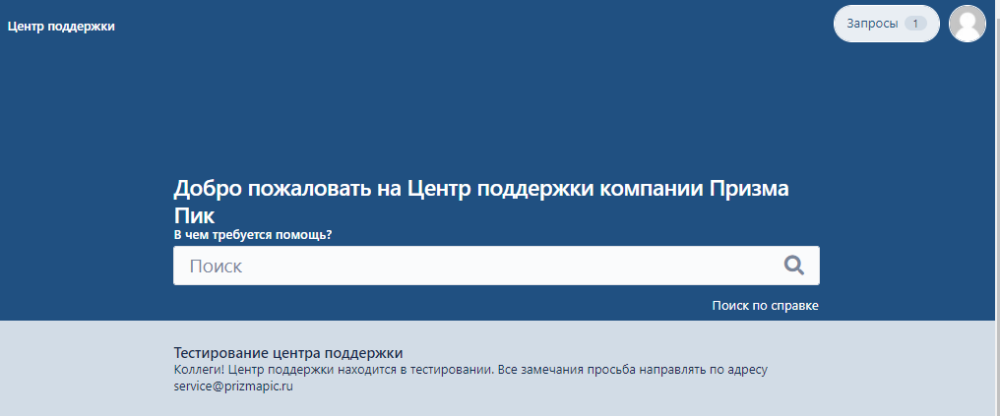 Центр поддержки
Запросы 1
Добро пожаловать на Центр поддержки компании Призма
Пик
В чем требуется помощь?
Поиск
Поиск по справке
Тестирование центра поддержки
Коллеги! Центр поддержки находится в тестировании. Все замечания просьба направлять по адресу
service@prizmapic.ru